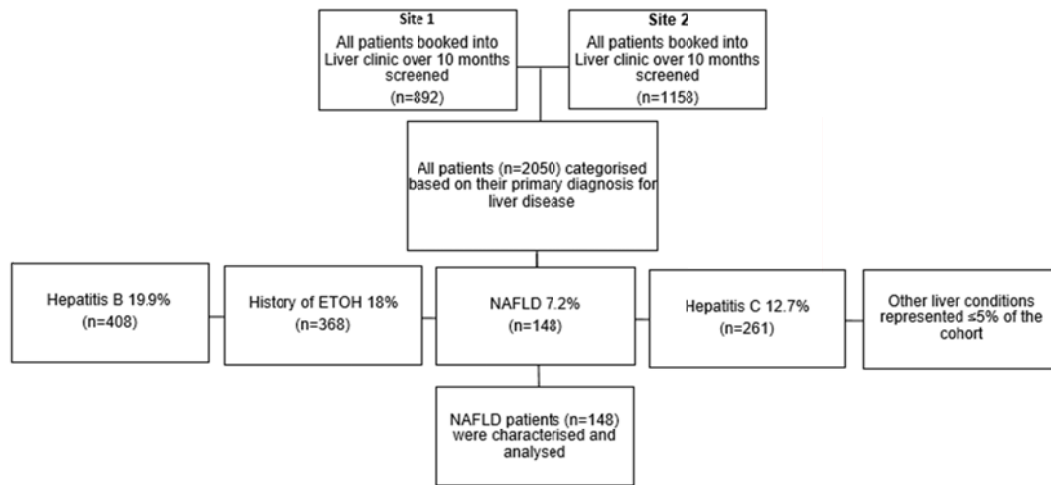 Site 1
All patients booked into
Liver clinic over 10 months
screened
(n=892)
Site 2
All patients booked into
Liver clinic over 10 months
screened
(n=1158)
All patients (n=2050) categorised
based on their primary diagnosis for
liver disease
Hepatitis B 19.9%
(n=408)
History of ETOH 18%
(n=368)
NAFLD 7.2%
(n=148)
Hepatitis C 12.7%
(n=261)
Other liver conditions
represented ≤5% of the
cohort
NAFLD patients (n=148)
were characterised and
analysed